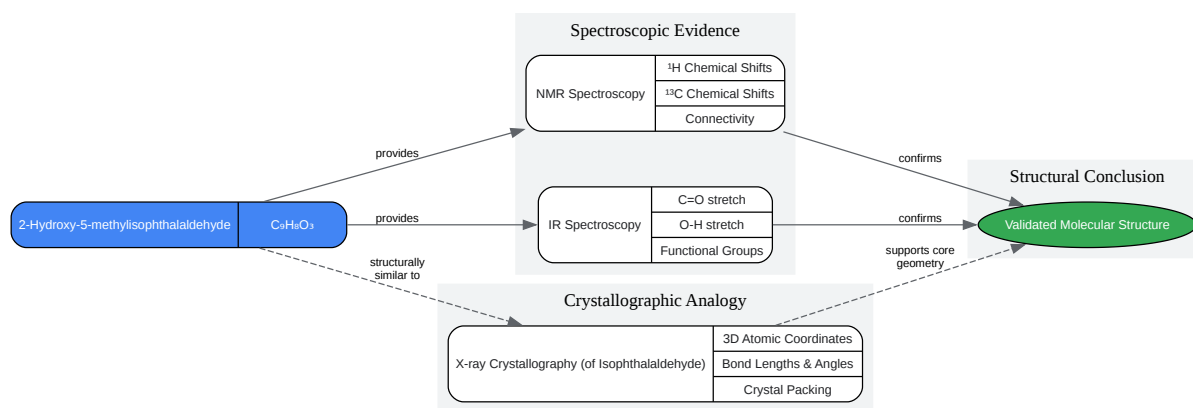 Spectroscopic Evidence
NMR Spectroscopy
¹H Chemical Shifts
¹³C Chemical Shifts
Connectivity
provides
confirms
Structural Conclusion
2-Hydroxy-5-methylisophthalaldehyde
C₉H₈O₃
provides
IR Spectroscopy
C=O stretch
O-H stretch
Functional Groups
confirms
Validated Molecular Structure
structurally
similar to
supports core
geometry
Crystallographic Analogy
X-ray Crystallography (of Isophthalaldehyde)
3D Atomic Coordinates
Bond Lengths & Angles
Crystal Packing